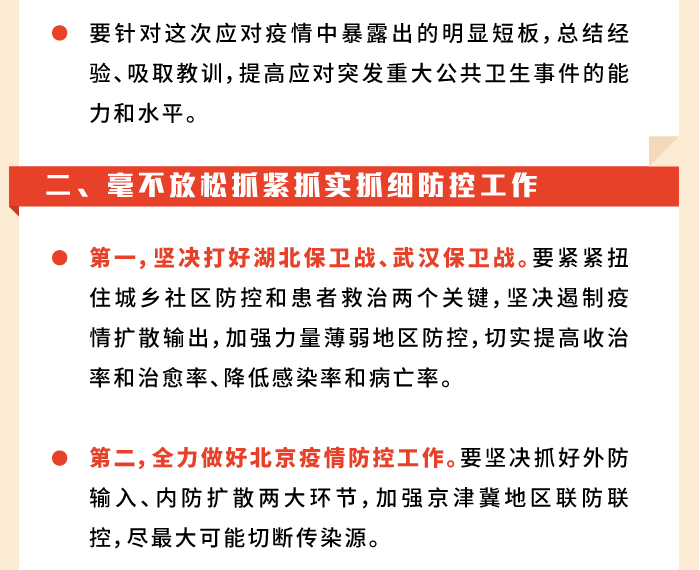 要针对这次应对疫情中暴露出的明显短板,总结经
验、吸取教训,提高应对突发重大公共卫生事件的能
力和水平。
二、毫不放松抓紧抓实抓细防控工作
第一,坚决打好湖北保卫战、武汉保卫战。要紧紧扭
住城乡社区防控和患者救治两个关键,坚决遏制疫
情扩散输出,加强力量薄弱地区防控,切实提高收治
率和治愈率、降低感染率和病亡率。
第二,全力做好北京疫情防控工作。要坚决抓好外防
输入、内防扩散两大环节,加强京津冀地区联防联
控,尽最大可能切断传染源。